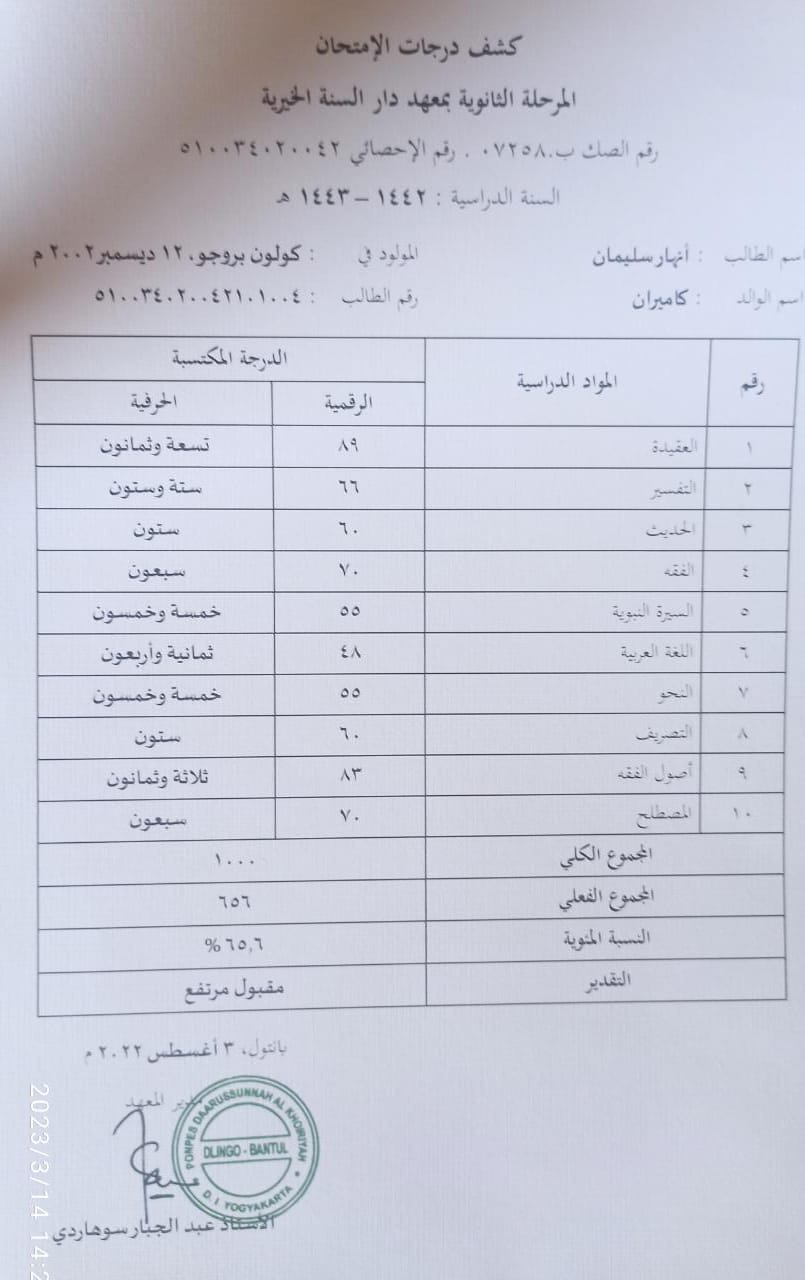 كشف درجات الإمتحان
المرحلة الثانوية بمعهد دار السنة الخيرية
رقم الصك ب.٠٧٢٥٨ . رقم الإحصائي ٥١٠٠٣٤٠٢٠٠٤٢
السنة الدراسية : ١٤٤٢ – ١٤٤٣ هـ
اسم الطالب : أنهار سليمان المولود في : كولون بروجو، ١٢ ديسمبر ٢٠٠٢ م
اسم الوالد : كاميران رقم الطالب : ٥١٠٠٣٤٠٢٠٠٤٢١٠١٠٠٤
رقم المواد الدراسية الدرجة المكتسبة
الرقمية الحرفية
١ العقيدة ٨٩ تسعة وثمانون
٢ التفسير ٦٦ ستة وستون
٣ الحديث ٦٠ ستون
٤ الفقه ٧٠ سبعون
٥ السيرة النبوية ٥٥ خمسة وخمسون
٦ اللغة العربية ٤٨ ثمانية وأربعون
٧ النحو ٥٥ خمسة وخمسون
٨ التصريف ٦٠ ستون
٩ أصول الفقه ٨٣ ثلاثة وثمانون
١٠ المصطلح ٧٠ سبعون
المجموع الكلي ١٠٠٠
المجموع الفعلي ٦٥٦
النسبة المئوية ٦٥,٦ %
التقدير مقبول مرتفع
بانتول، ٣ أغسطس ٢٠٢٢ م
مدير المعهد
PONPES DAARUSSUNNAH AL KHOIRIYAH
DLINGO - BANTUL
D. I YOGYAKARTA
الأستاذ عبد الجبار سوهاردي
2023/3/14 14:2